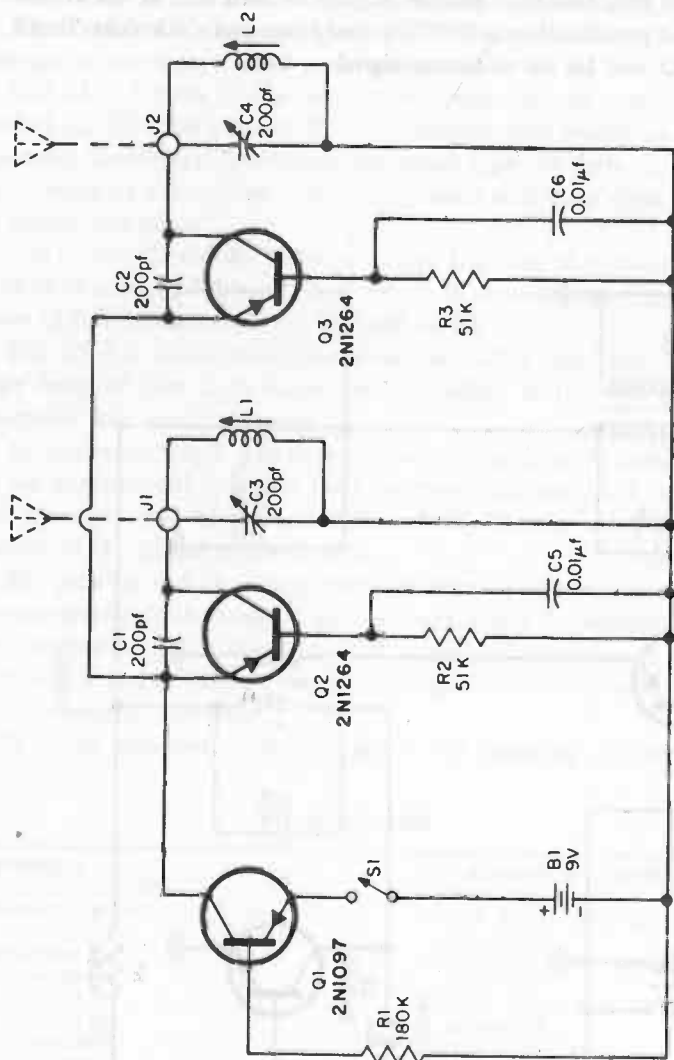 L2
J2
C4
200pf
C2
200pf
C6
0.01µf
Q3
2N1264
R3
51K
L1
J1
C3
200pf
C1
200pf
C5
0.01µf
Q2
2N1264
R2
51K
S1
B1
9V
+
−
Q1
2N1097
R1
180K